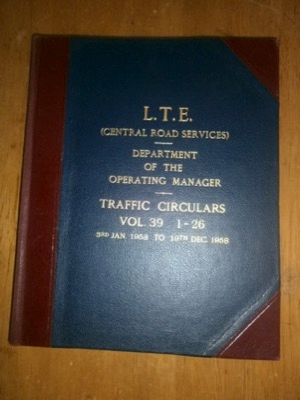 L.T.E.
(CENTRAL ROAD SERVICES)
DEPARTMENT
OF THE
OPERATING MANAGER
TRAFFIC CIRCULARS
VOL. 39 1-26
3RD JAN. 1958 TO 19TH DEC. 1958